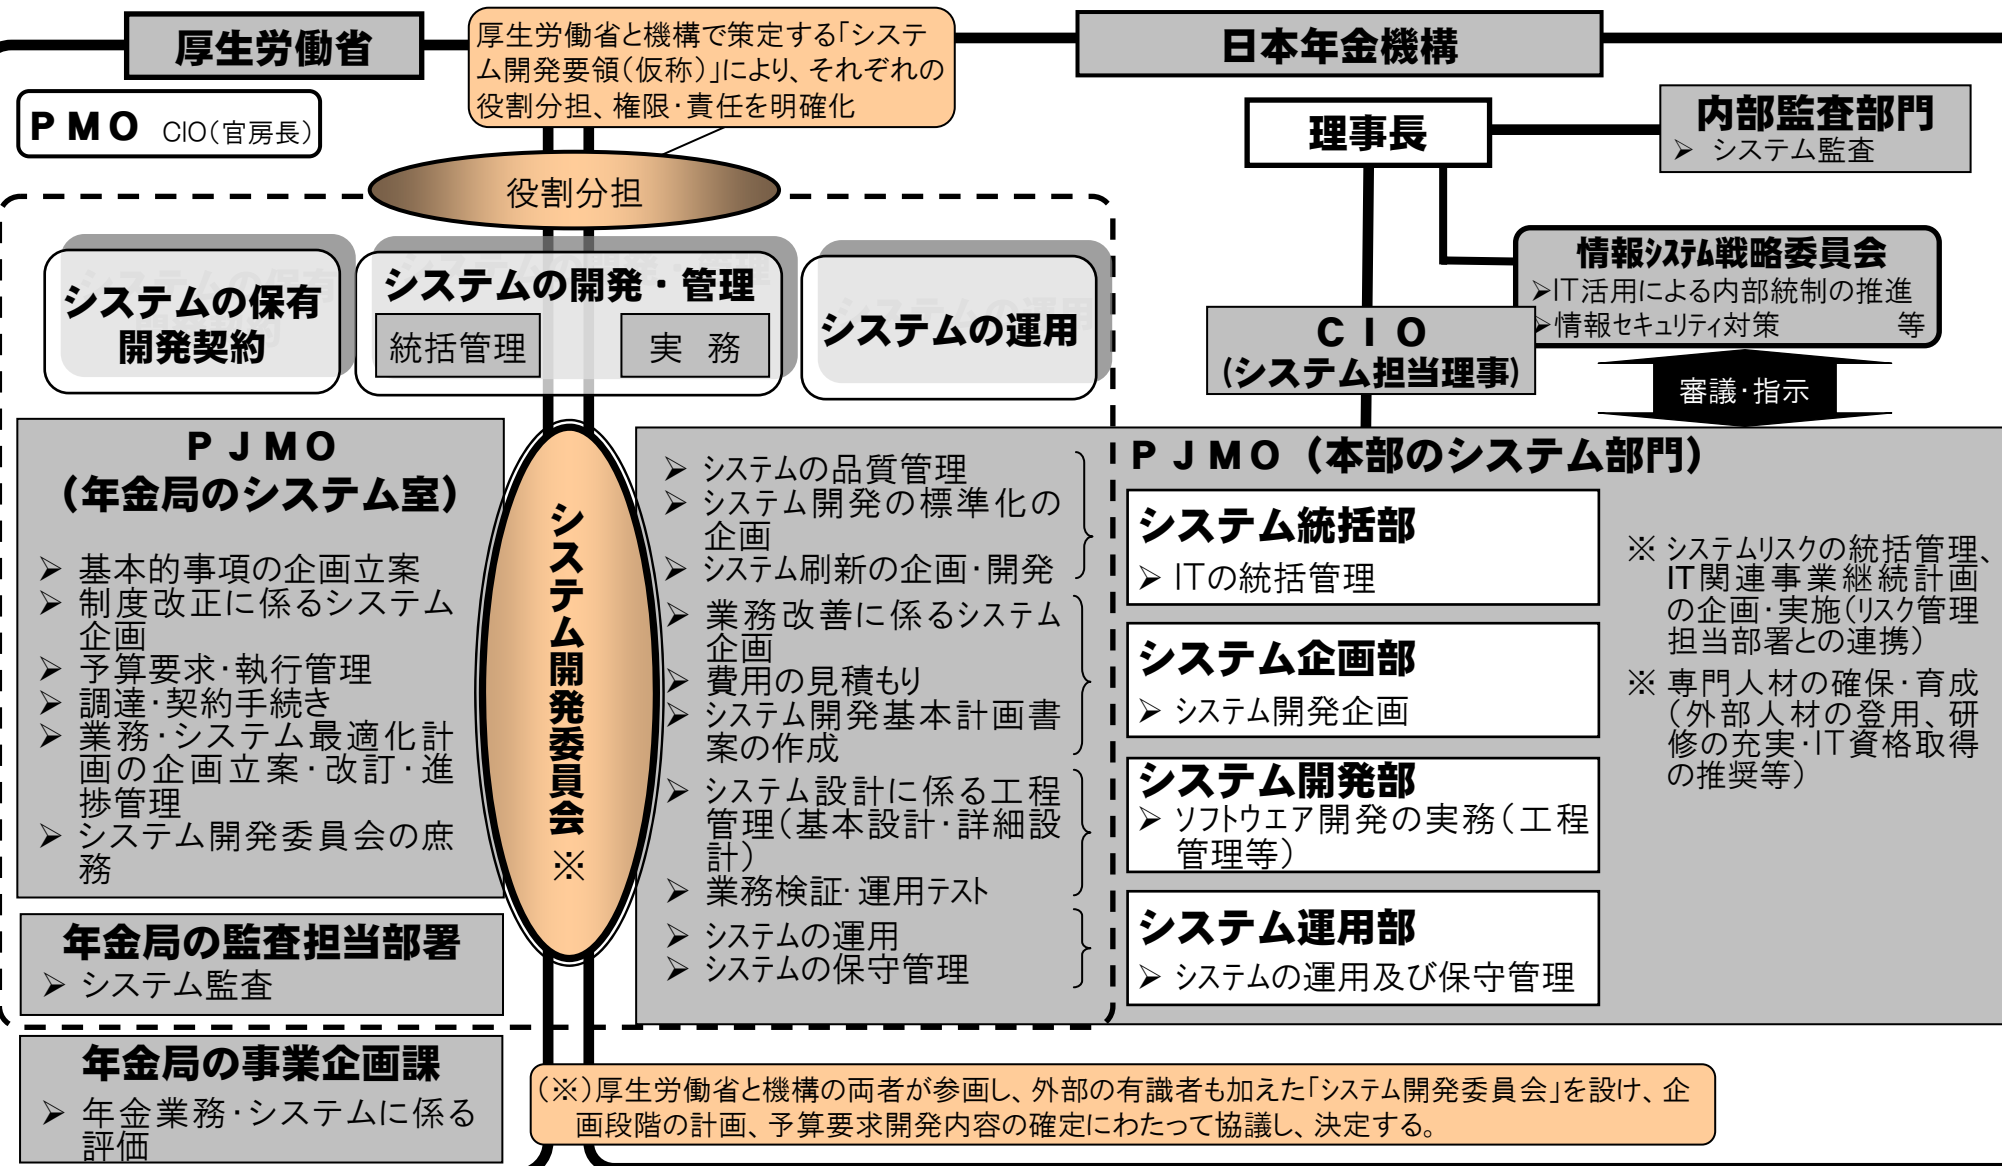 厚生労働省
厚生労働省と機構で策定する｢システ
ム開発要領（仮称）｣により、それぞれの
役割分担、権限･責任を明確化
日本年金機構
ＰＭＯ CIO（官房長）
理事長
内部監査部門
➢ システム監査
役割分担
情報ｼｽﾃﾑ戦略委員会
➢IT活用による内部統制の推進
➢情報ｾｷｭﾘﾃｨ対策 等
システムの保有
開発契約
システムの開発・管理
統括管理
実 務
システムの運用
ＣＩＯ
(システム担当理事)
審議･指示
ＰＪＭＯ
（年金局のシステム室）
➢ 基本的事項の企画立案
➢ 制度改正に係るシステム
企画
➢ 予算要求･執行管理
➢ 調達･契約手続き
➢ 業務･システム最適化計
画の企画立案･改訂･進
捗管理
➢ システム開発委員会の庶
務
システム開発委員会※
➢ システムの品質管理
➢ システム開発の標準化の
企画
➢ システム刷新の企画･開発
➢ 業務改善に係るシステム
企画
➢ 費用の見積もり
➢ システム開発基本計画書
案の作成
➢ システム設計に係る工程
管理（基本設計･詳細設
計）
➢ 業務検証･運用テスト
➢ システムの運用
➢ システムの保守管理
ＰＪＭＯ（本部のシステム部門）
システム統括部
➢ ITの統括管理
システム企画部
➢ システム開発企画
システム開発部
➢ ソフトウエア開発の実務（工程
管理等）
システム運用部
➢ システムの運用及び保守管理
※ システムリスクの統括管理、
IT関連事業継続計画
の企画･実施（リスク管理
担当部署との連携）
※ 専門人材の確保･育成
（外部人材の登用、研
修の充実･IT資格取得
の推奨等）
年金局の監査担当部署
➢ システム監査
年金局の事業企画課
➢ 年金業務･システムに係る
評価
（※）厚生労働省と機構の両者が参画し、外部の有識者も加えた｢システム開発委員会｣を設け、企
画段階の計画、予算要求開発内容の確定にわたって協議し、決定する。